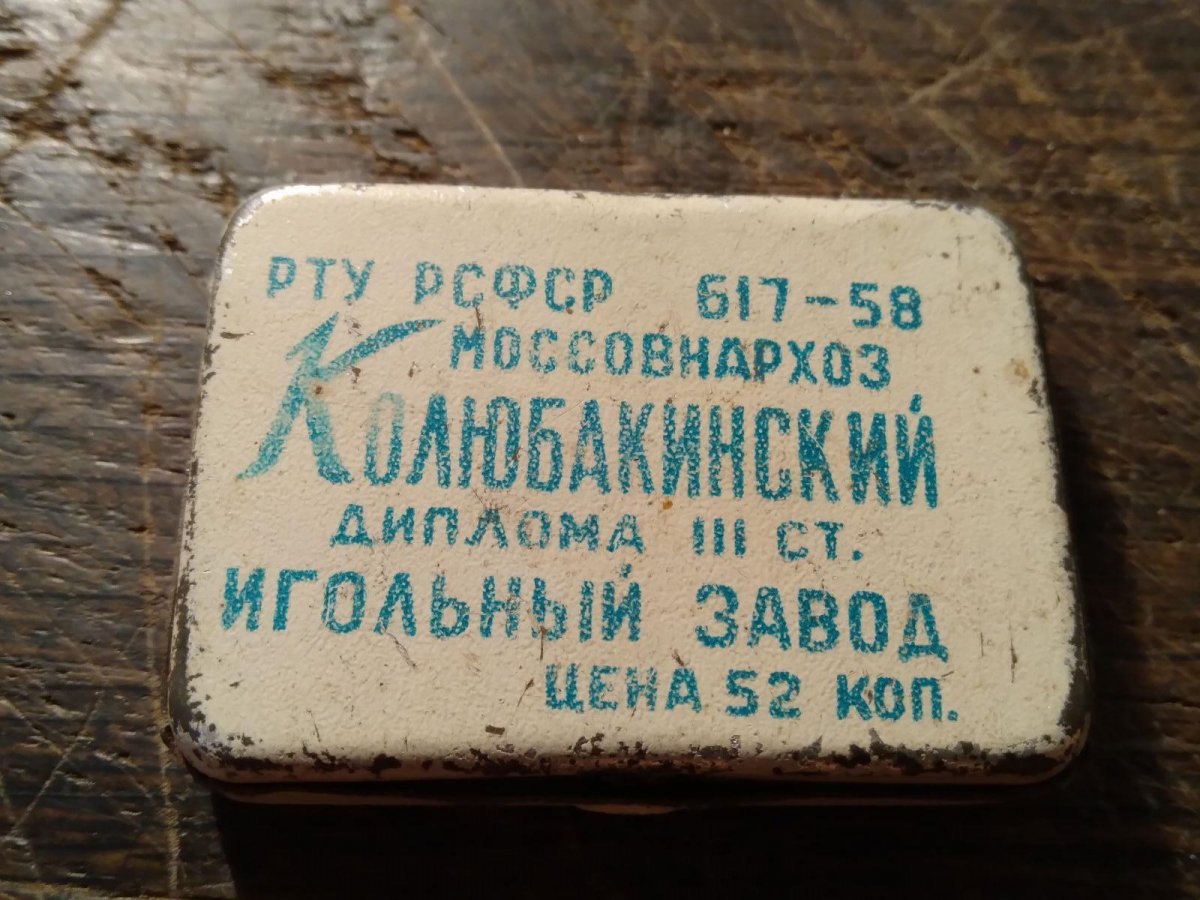 РТУ РСФСР 617-58
МОССОВНАРХОЗ
КОЛЮБАКИНСКИЙ
ДИПЛОМА III СТ.
ИГОЛЬНЫЙ ЗАВОД
ЦЕНА 52 КОП.